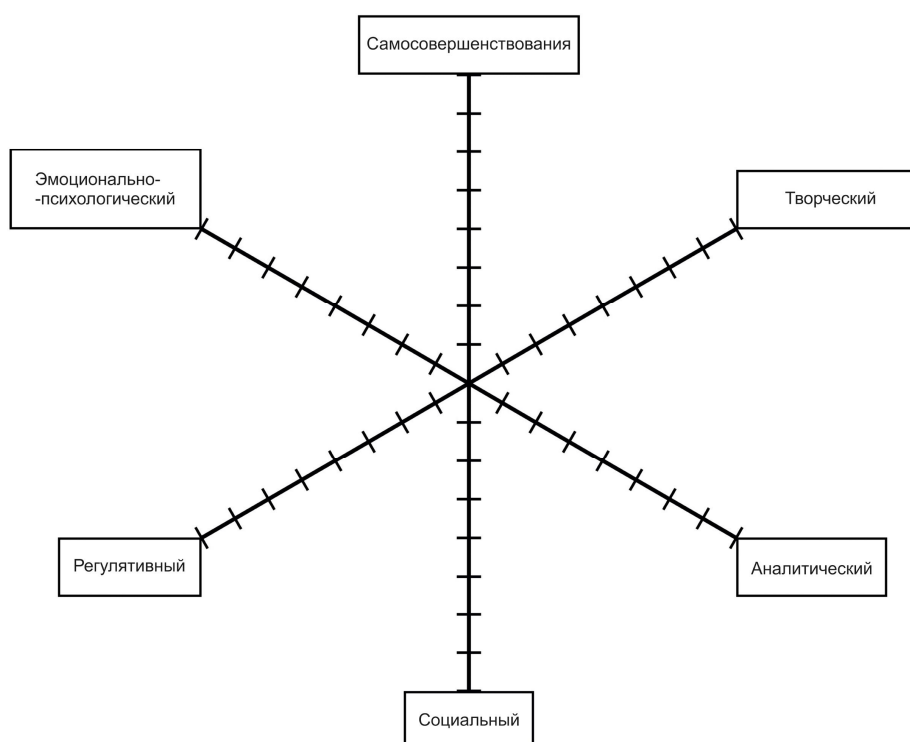 Самосовершенствования
Эмоционально-
-психологический
Творческий
Регулятивный
Аналитический
Социальный